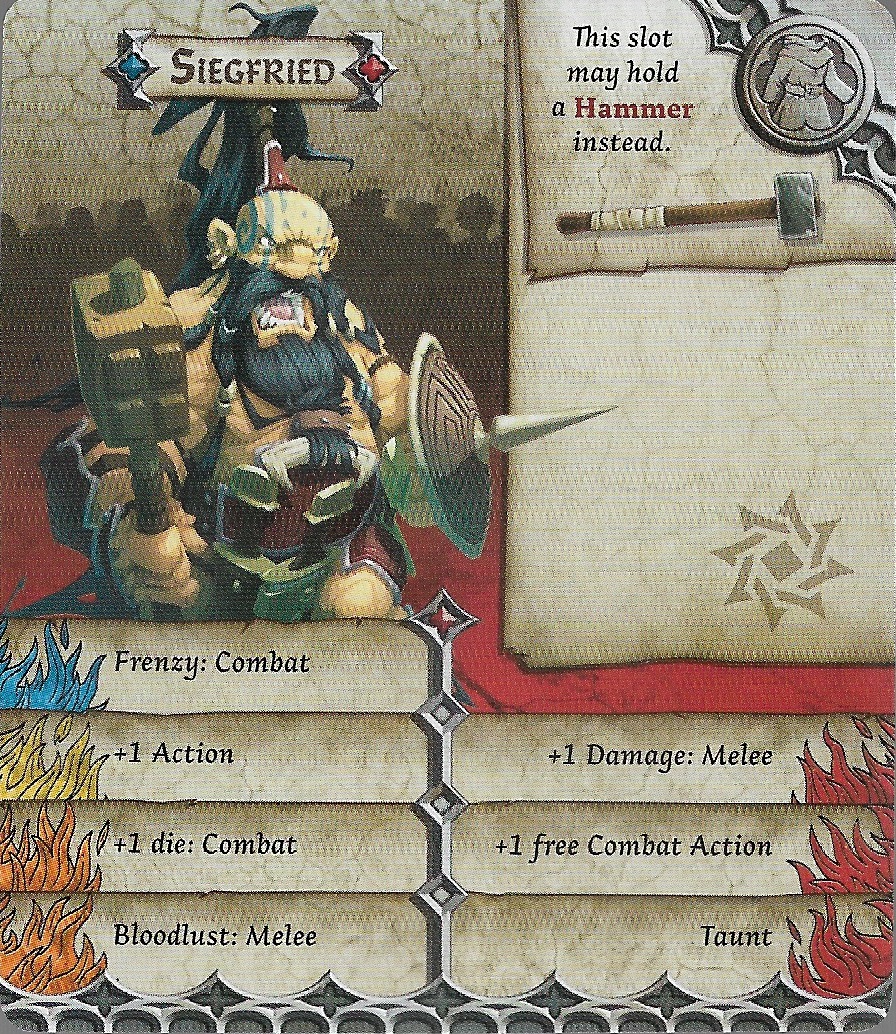 Siegfried
This slot
may hold
a Hammer
instead.
Frenzy: Combat
+1 Action
+1 Damage: Melee
+1 die: Combat
+1 free Combat Action
Bloodlust: Melee
Taunt